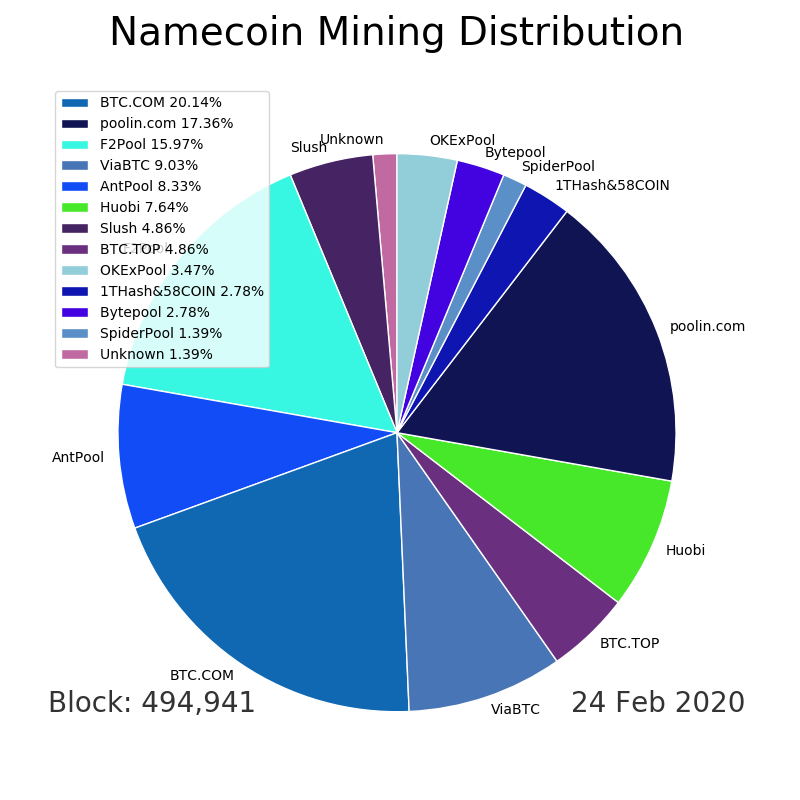 Namecoin Mining Distribution
BTC.COM 20.14%
poolin.com 17.36%
F2Pool 15.97%
ViaBTC 9.03%
AntPool 8.33%
Huobi 7.64%
Slush 4.86%
BTC.TOP 4.86%
OKExPool 3.47%
1THash&58COIN 2.78%
Bytepool 2.78%
SpiderPool 1.39%
Unknown 1.39%
Unknown
Slush
OKExPool
Bytepool
SpiderPool
1THash&58COIN
poolin.com
F2Pool
AntPool
Huobi
BTC.TOP
BTC.COM
ViaBTC
Block: 494,941
24 Feb 2020